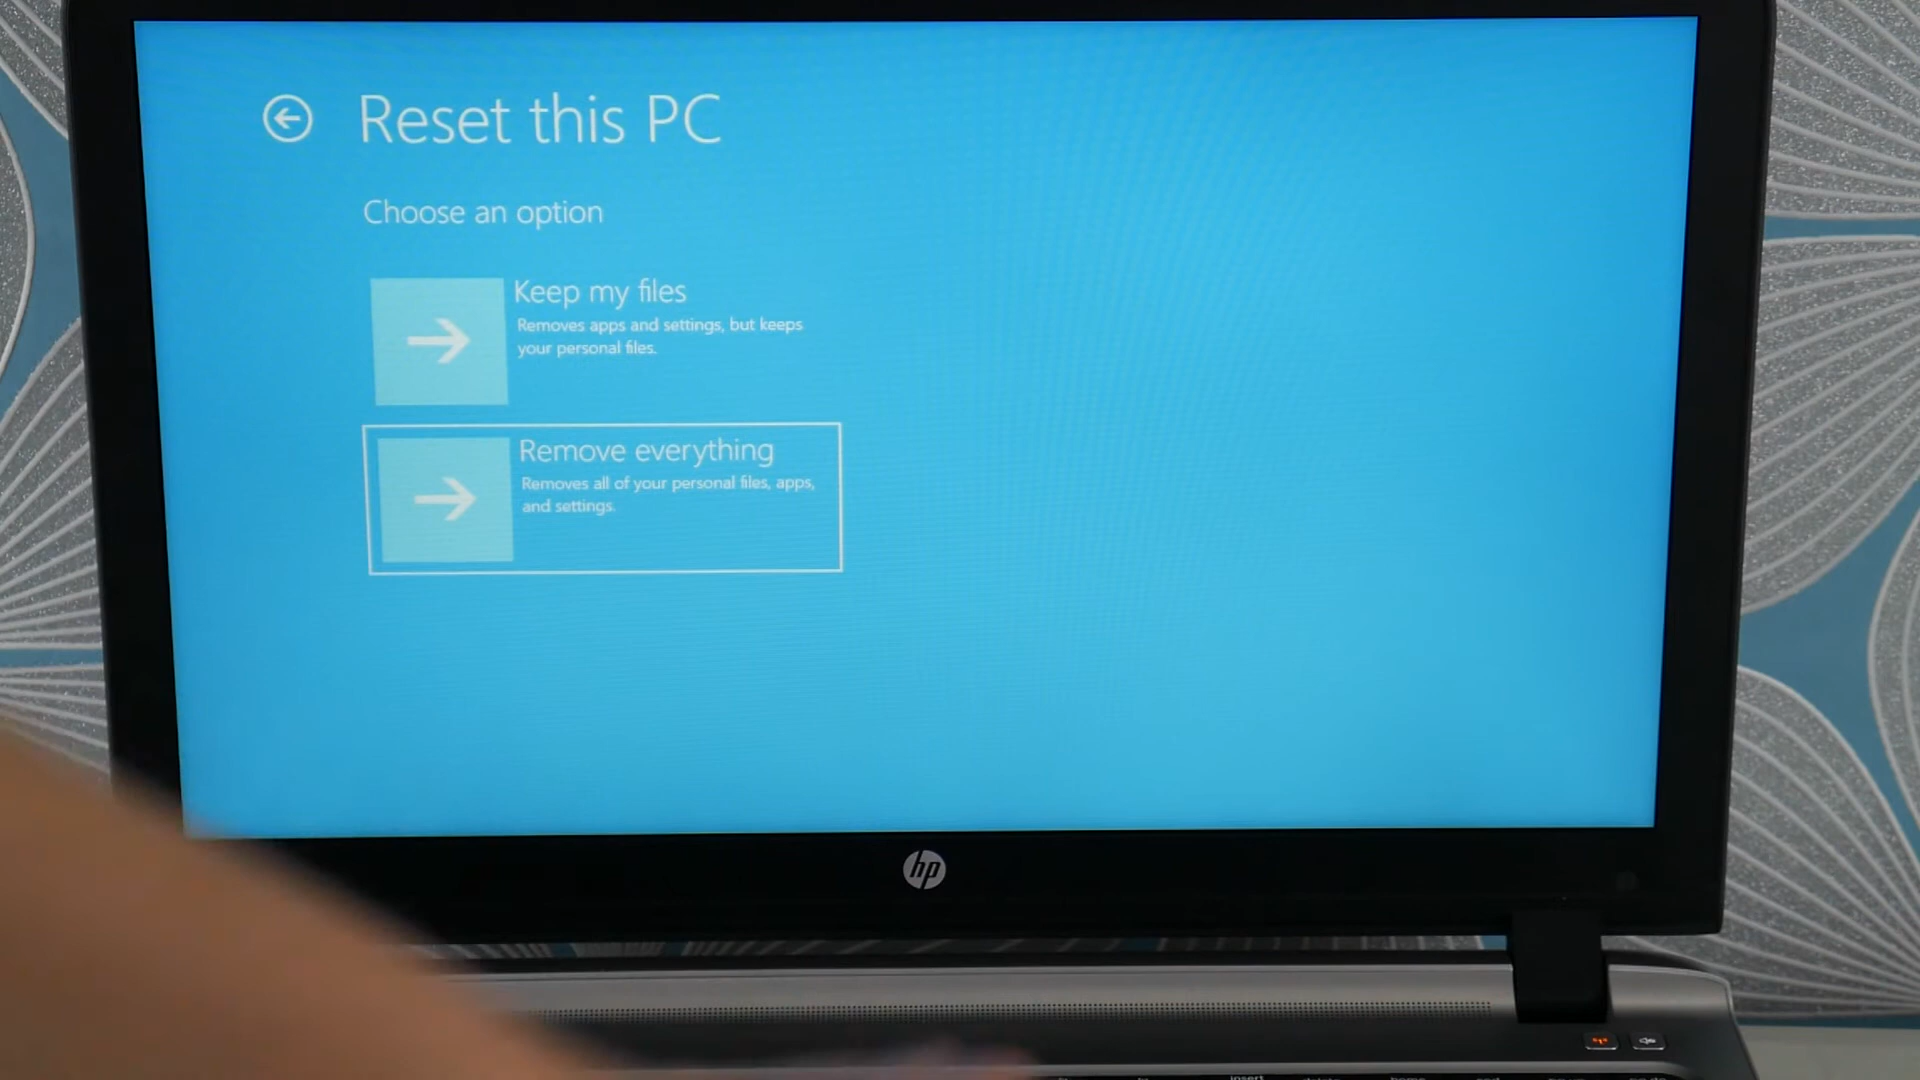 Reset this PC
Choose an option
Keep my files
Removes apps and settings, but keeps
your personal files.
Remove everything
Removes all of your personal files, apps,
and settings.
hp
insert